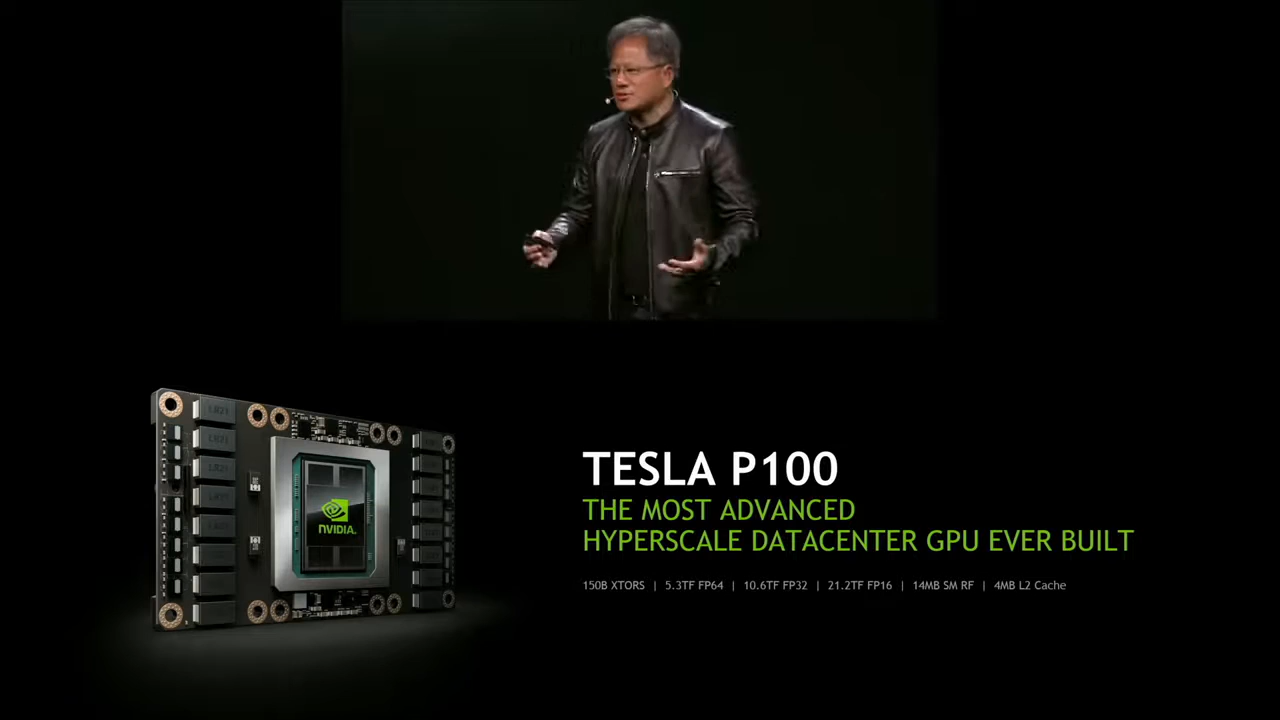 TESLA P100
THE MOST ADVANCED
HYPERSCALE DATACENTER GPU EVER BUILT
150B XTORS | 5.3TF FP64 | 10.6TF FP32 | 21.2TF FP16 | 14MB SM RF | 4MB L2 Cache
NVIDIA.